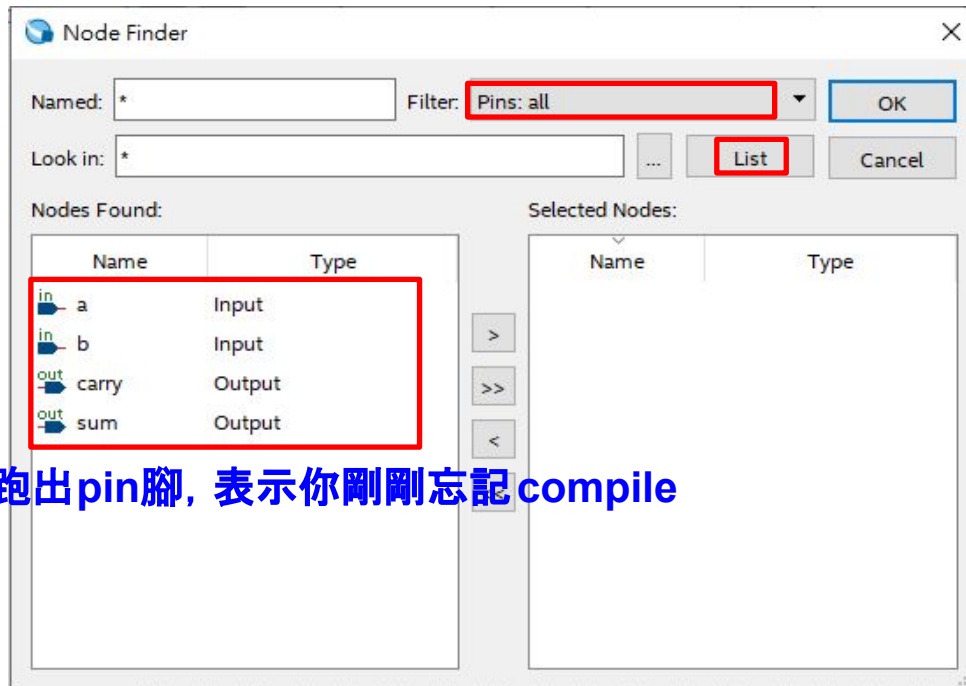 Node Finder
Named: * Filter: Pins: all OK
Look in: * ... List Cancel
Nodes Found: Selected Nodes:
Name Type Name Type
in a Input
in b Input
out carry Output
out sum Output
>
>>
<
跑出pin腳, 表示你剛剛忘記compile